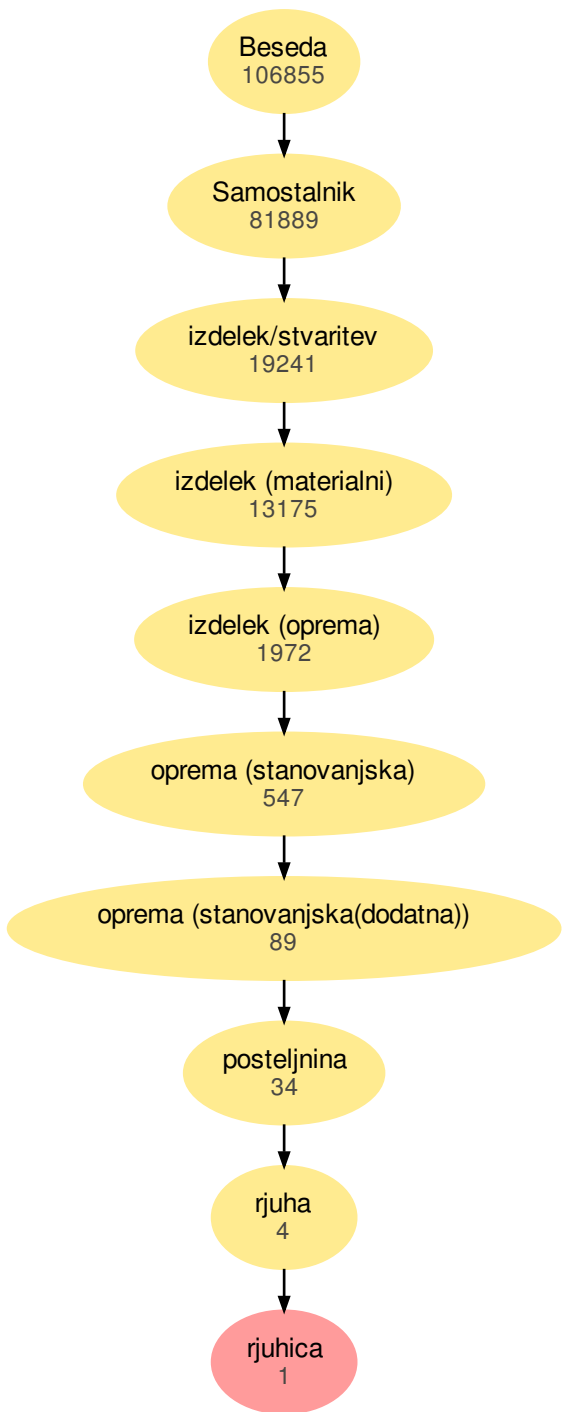 Beseda
106855
Samostalnik
81889
izdelek/stvaritev
19241
izdelek (materialni)
13175
izdelek (oprema)
1972
oprema (stanovanjska)
547
oprema (stanovanjska(dodatna))
89
posteljnina
34
rjuha
4
rjuhica
1